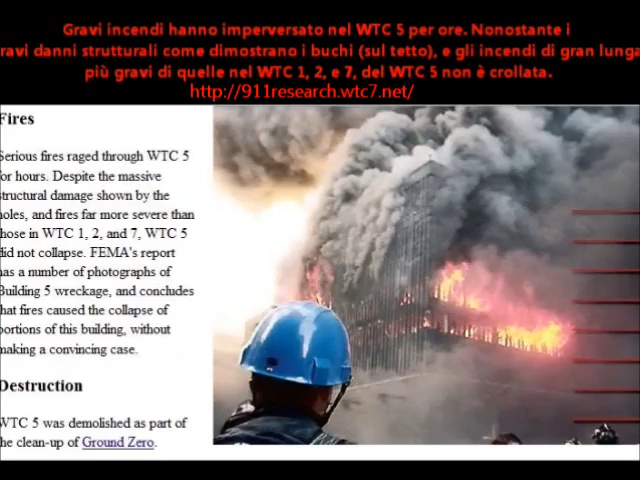 Gravi incendi hanno imperversato nel WTC 5 per ore. Nonostante i
ravi danni strutturali come dimostrano i buchi (sul tetto), e gli incendi di gran lunga
più gravi di quelle nel WTC 1, 2, e 7, del WTC 5 non è crollata.
http://911research.wtc7.net/
Fires
Serious fires raged through WTC 5
for hours. Despite the massive
structural damage shown by the
holes, and fires far more severe than
those in WTC 1, 2, and 7, WTC 5
did not collapse. FEMA's report
has a number of photographs of
Building 5 wreckage, and concludes
that fires caused the collapse of
portions of this building, without
making a convincing case.
Destruction
WTC 5 was demolished as part of
the clean-up of Ground Zero.